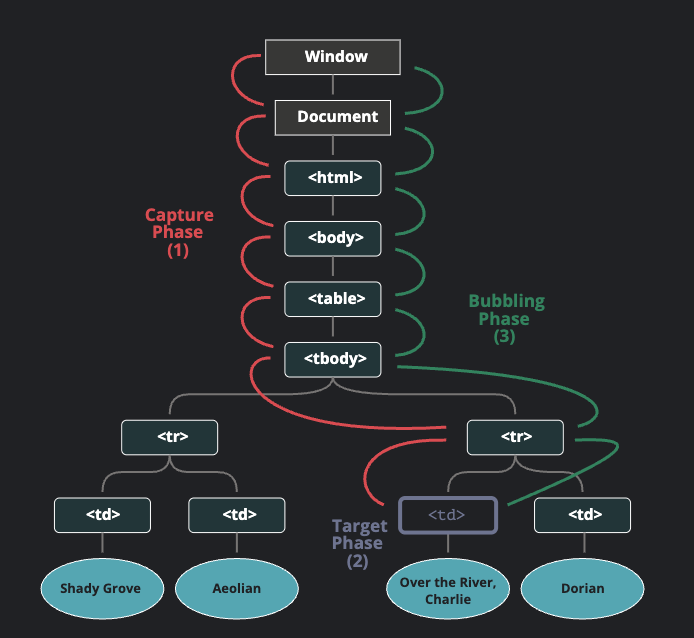 Window
Document
<html>
Capture
Phase
(1)
<body>
<table>
Bubbling
Phase
(3)
<tbody>
<tr>
<tr>
<td>
<td>
<td>
<td>
Target
Phase
(2)
Shady Grove
Aeolian
Over the River,
Charlie
Dorian